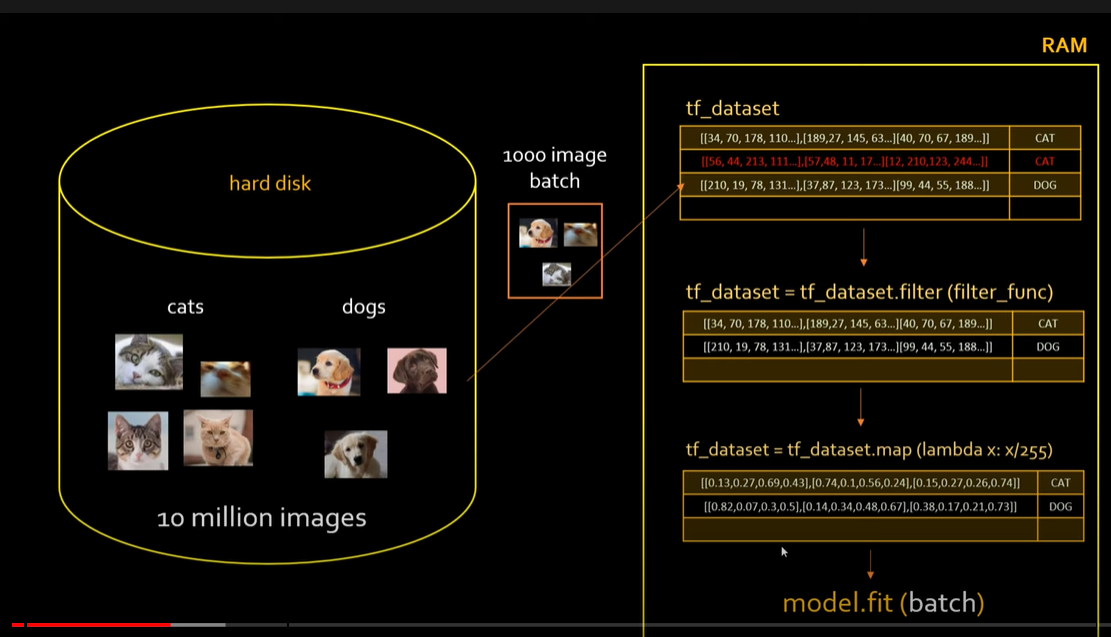 RAM
hard disk
cats
dogs
10 million images
1000 image
batch
tf_dataset
[[34, 70, 178, 110...],[189,27, 145, 63...][40, 70, 67, 189...]] CAT
[[56, 44, 213, 111...],[57,48, 11, 17...][12, 210,123, 244...]] CAT
[[210, 19, 78, 131...],[37,87, 123, 173...][99, 44, 55, 188...]] DOG
tf_dataset = tf_dataset.filter (filter_func)
[[34, 70, 178, 110...],[189,27, 145, 63...][40, 70, 67, 189...]] CAT
[[210, 19, 78, 131...],[37,87, 123, 173...][99, 44, 55, 188...]] DOG
tf_dataset = tf_dataset.map (lambda x: x/255)
[[0.13,0.27,0.69,0.43],[0.74,0.1,0.56,0.24],[0.15,0.27,0.26,0.74]] CAT
[[0.82,0.07,0.3,0.5],[0.14,0.34,0.48,0.67],[0.38,0.17,0.21,0.73]] DOG
model.fit (batch)